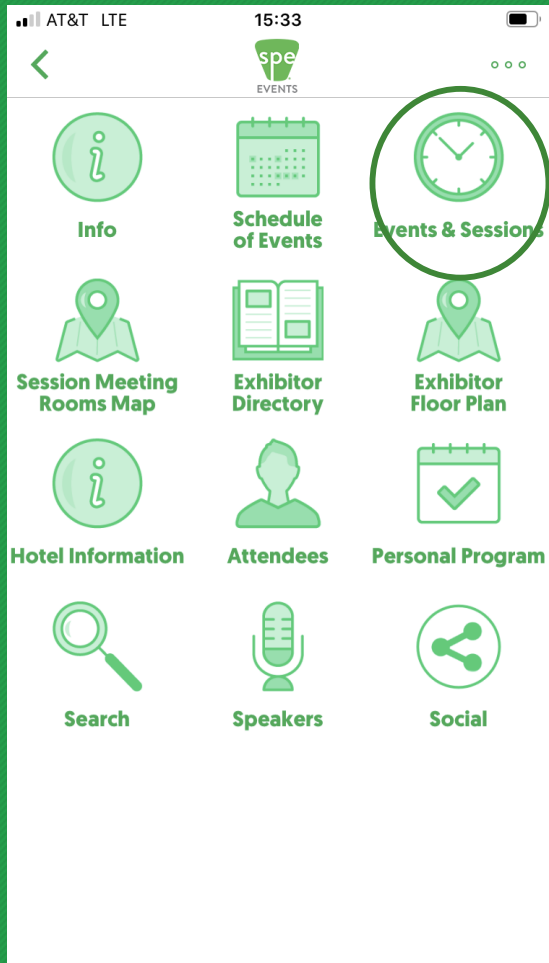 AT&T LTE
15:33
spe
EVENTS
Info
Schedule
of Events
Events & Sessions
Session Meeting
Rooms Map
Exhibitor
Directory
Exhibitor
Floor Plan
Hotel Information
Attendees
Personal Program
Search
Speakers
Social